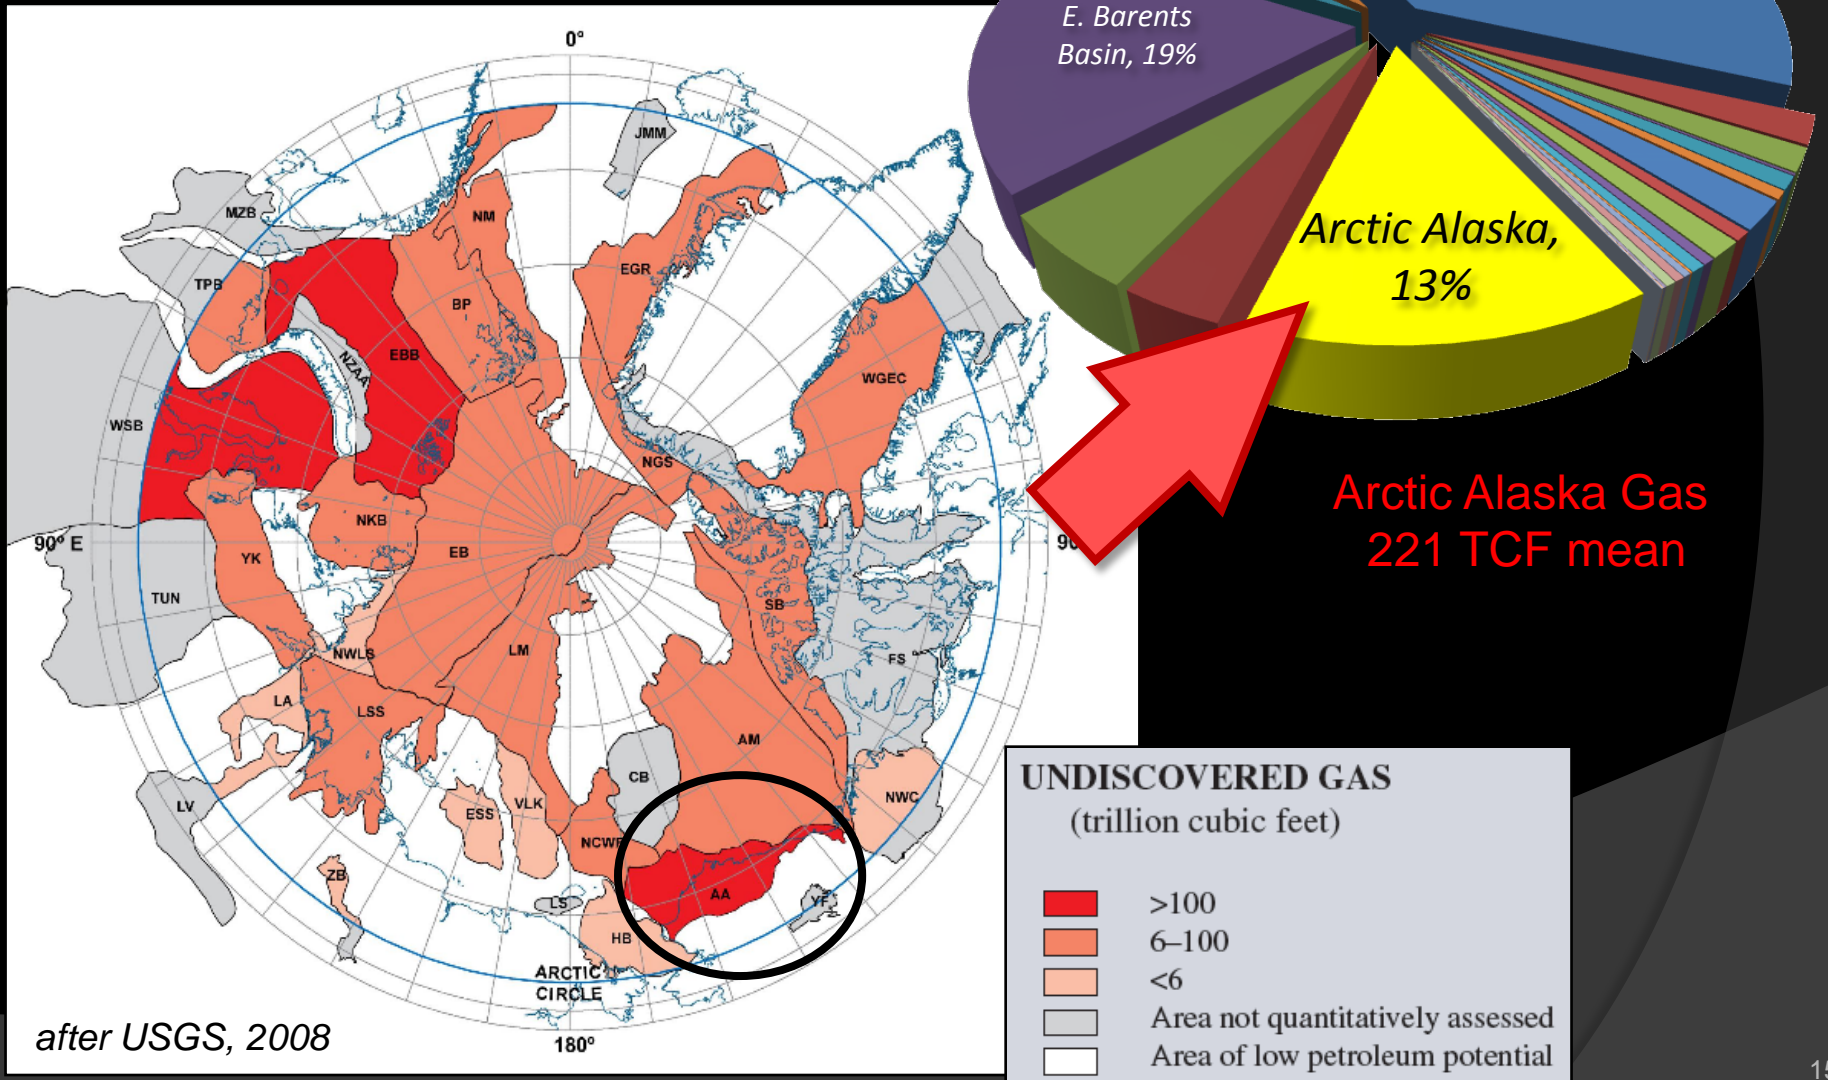 E. Barents
Basin, 19%
Arctic Alaska,
13%
Arctic Alaska Gas
221 TCF mean
0°
JMM
MZB
NM
TPB
EGR
BP
EBB
NZAA
WGEC
WSB
NGS
NKB
90° E
EB
YK
TUN
SB
LM
NWLS
FS
LA
LSS
AM
CB
LV
ESS
VLK
NWC
NCWF
ZB
AA
LS
YF
HB
ARCTIC
CIRCLE
180°
after USGS, 2008
UNDISCOVERED GAS
(trillion cubic feet)
>100
6–100
<6
Area not quantitatively assessed
Area of low petroleum potential